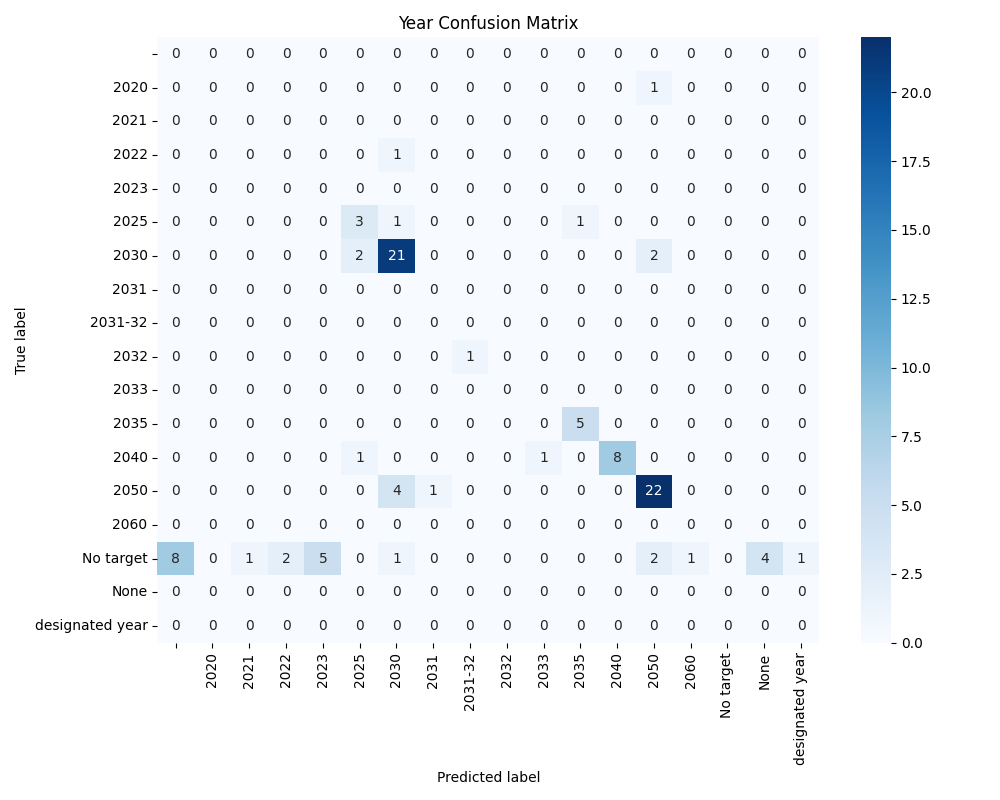 Year Confusion Matrix
0 0 0 0 0 0 0 0 0 0 0 0 0 0 0 0 0 0
2020 0 0 0 0 0 0 0 0 0 0 0 0 0 1 0 0 0 0
2021 0 0 0 0 0 0 0 0 0 0 0 0 0 0 0 0 0 0
2022 0 0 0 0 0 0 1 0 0 0 0 0 0 0 0 0 0 0
2023 0 0 0 0 0 0 0 0 0 0 0 0 0 0 0 0 0 0
2025 0 0 0 0 0 3 1 0 0 0 0 1 0 0 0 0 0 0
2030 0 0 0 0 0 2 21 0 0 0 0 0 0 2 0 0 0 0
2031 0 0 0 0 0 0 0 0 0 0 0 0 0 0 0 0 0 0
2031-32 0 0 0 0 0 0 0 0 0 0 0 0 0 0 0 0 0 0
2032 0 0 0 0 0 0 0 0 1 0 0 0 0 0 0 0 0 0
2033 0 0 0 0 0 0 0 0 0 0 0 0 0 0 0 0 0 0
2035 0 0 0 0 0 0 0 0 0 0 0 5 0 0 0 0 0 0
2040 0 0 0 0 0 1 0 0 0 0 1 0 8 0 0 0 0 0
2050 0 0 0 0 0 0 4 1 0 0 0 0 0 22 0 0 0 0
2060 0 0 0 0 0 0 0 0 0 0 0 0 0 0 0 0 0 0
No target 8 0 1 2 5 0 1 0 0 0 0 0 0 2 1 0 4 1
None 0 0 0 0 0 0 0 0 0 0 0 0 0 0 0 0 0 0
designated year 0 0 0 0 0 0 0 0 0 0 0 0 0 0 0 0 0 0
2020 2021 2022 2023 2025 2030 2031 2031-32 2032 2033 2035 2040 2050 2060 No target None designated year
Predicted label
True label
20.0
17.5
15.0
12.5
10.0
7.5
5.0
2.5
0.0